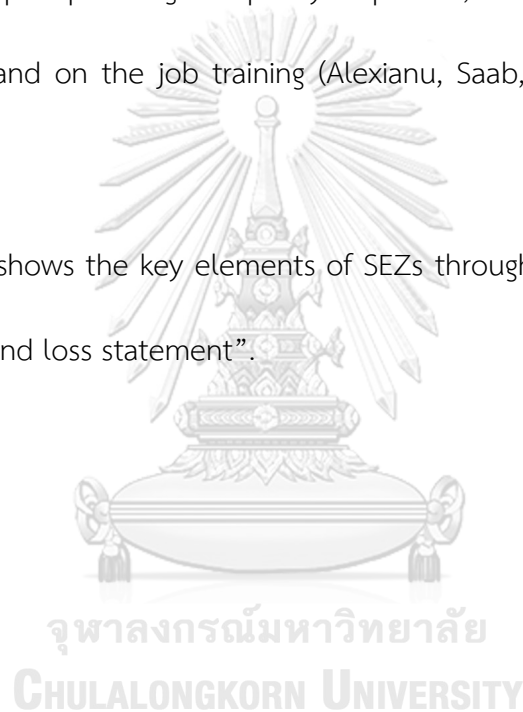 and on the job training (Alexianu, Saab,
shows the key elements of SEZs through
nd loss statement”.
จุฬาลงกรณ์มหาวิทยาลัย
CHULALONGKORN UNIVERSITY